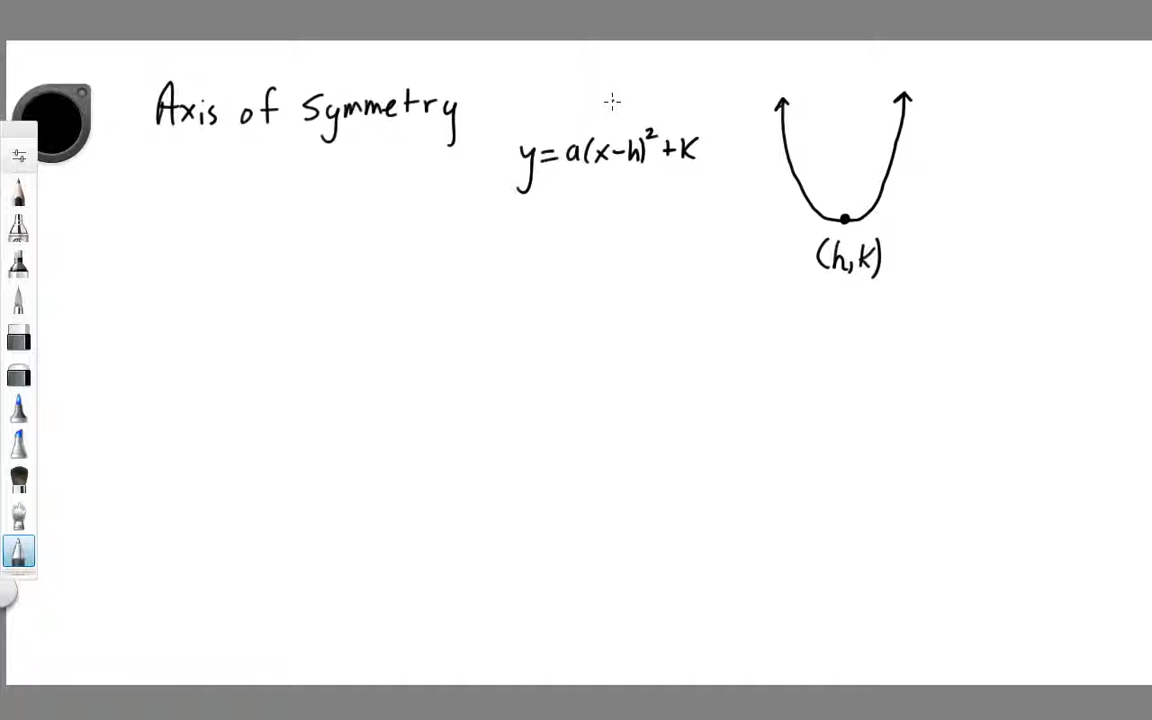 Axis of Symmetry
y=a(x-h)²+k
(h,k)